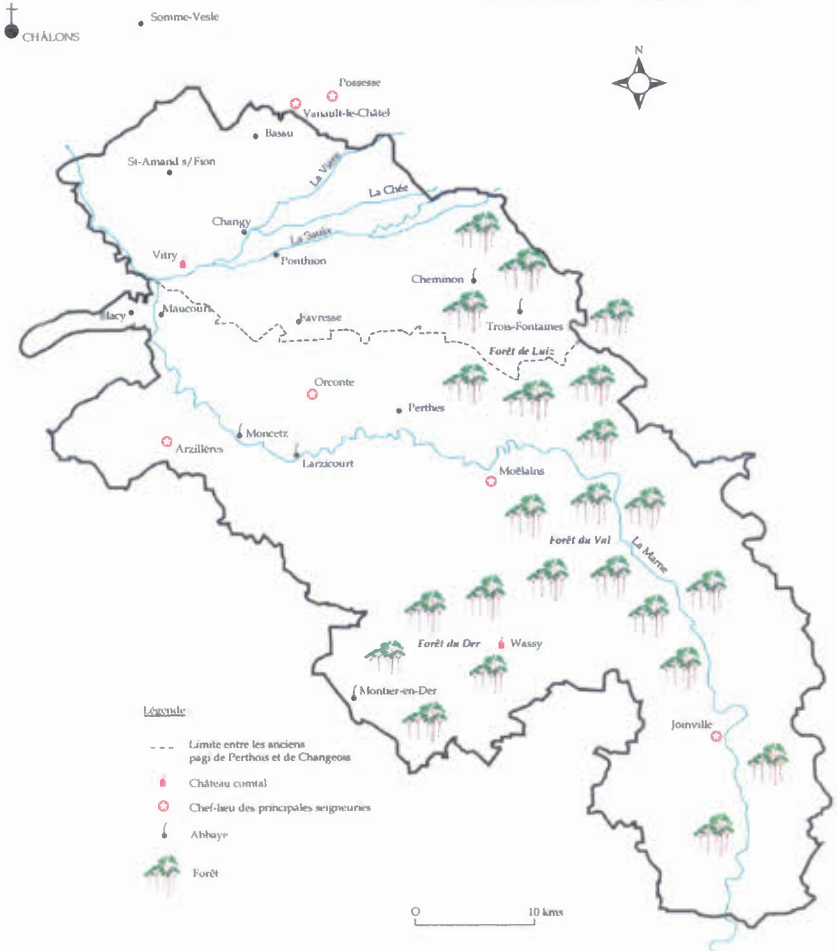 Somme-Vesle
CHÂLONS
N
Possesse
Vanault-le-Châtel
Bassu
St-Amand s/Fion
La Vière
La Chée
Changy
La Saulx
Vitry
Ponthion
Cheminon
Maucourt
Favresse
Trois-Fontaines
Forêt de Luiz
Orconte
Perthes
Moncetz
Arzillères
Larzicourt
Moëlains
Forêt du Val
La Marne
Forêt du Der
Wassy
Montier-en-Der
Joinville
Légende
Limite entre les anciens
pagi de Perthois et de Changeois
Château comtal
Chef-lieu des principales seigneuries
Abbaye
Forêt
0 10 kms